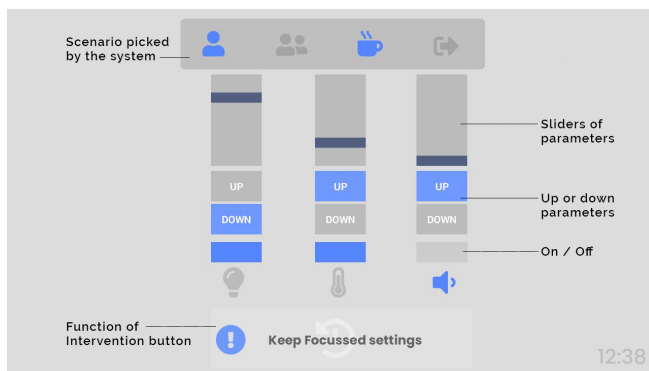 Scenario picked
by the system
Sliders of
parameters
UP UP UP
DOWN DOWN DOWN
Up or down
parameters
On / Off
Function of
Intervention button
! Keep Focussed settings
12:38